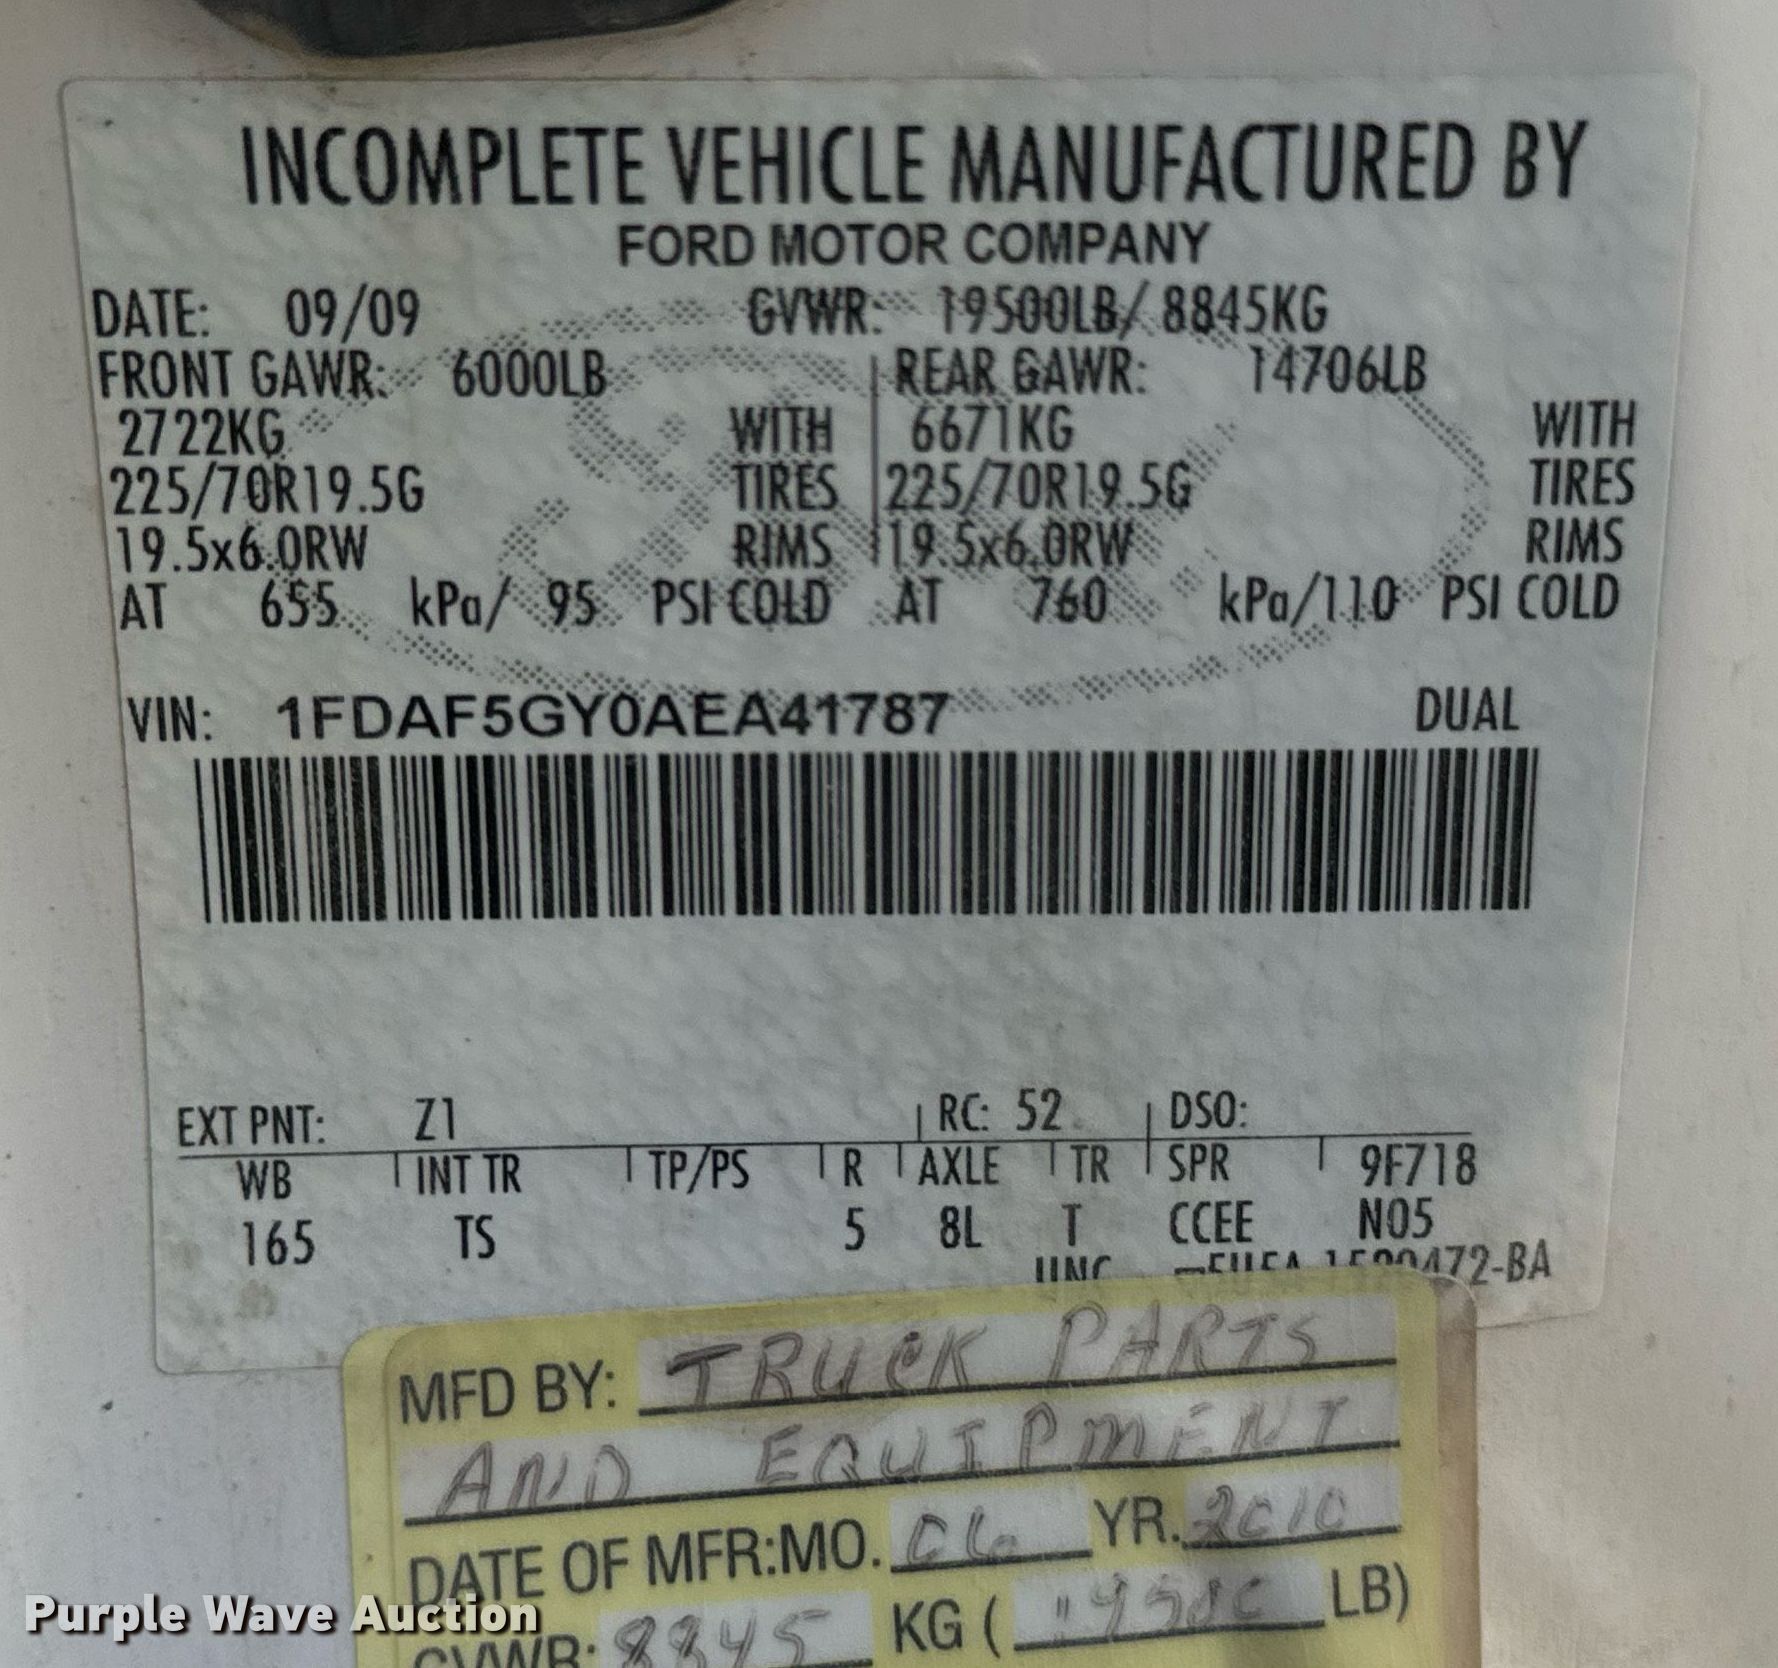 INCOMPLETE VEHICLE MANUFACTURED BY
FORD MOTOR COMPANY
DATE: 09/09 GVWR: 19500LB/ 8845KG
FRONT GAWR: 6000LB REAR GAWR: 14706LB
2722KG WITH 6671KG WITH
225/70R19.5G TIRES 225/70R19.5G TIRES
19.5x6.0RW RIMS 19.5x6.0RW RIMS
AT 655 kPa/ 95 PSI COLD AT 760 kPa/110 PSI COLD
VIN: 1FDAF5GY0AEA41787 DUAL
EXT PNT: Z1 RC: 52 DSO:
WB INT TR TP/PS R AXLE TR SPR 9F718
165 TS 5 8L T CCEE N05
UNC
MFD BY: TRUCK PARTS
AND EQUIPMENT
DATE OF MFR:MO. 06 YR. 2010
GVWR: 8845 KG ( LB)
Purple Wave Auction